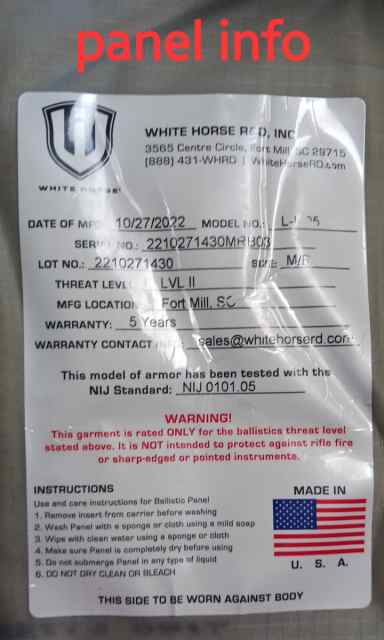 panel info
WHITE HORSE R&D, INC
3565 Centre Circle, Fort Mill, SC 29715
(888) 431-WHRD | WhiteHorseRD.com
WHITE HORSE
DATE OF MFG 10/27/2022 MODEL NO.:
SERIAL NO.: 2210271430MRB03
LOT NO.: 2210271430 SIZE: M/R
THREAT LEVEL LVL II
MFG LOCATION Fort Mill, SC
WARRANTY: 5 Years
WARRANTY CONTACT INFO: sales@whitehorserd.com
This model of armor has been tested with the
NIJ Standard: NIJ 0101.05
WARNING!
This garment is rated ONLY for the ballistics threat level
stated above. It is NOT intended to protect against rifle fire
or sharp-edged or pointed instruments.
INSTRUCTIONS
Use and care instructions for Ballistic Panel
1. Remove insert from carrier before washing
2. Wash Panel with a sponge or cloth using a mild soap
3. Wipe with clean water using a sponge or cloth
4. Make sure Panel is completely dry before using
5. Do not submerge Panel in any type of liquid
6. DO NOT DRY CLEAN OR BLEACH
MADE IN
U. S. A.
THIS SIDE TO BE WORN AGAINST BODY